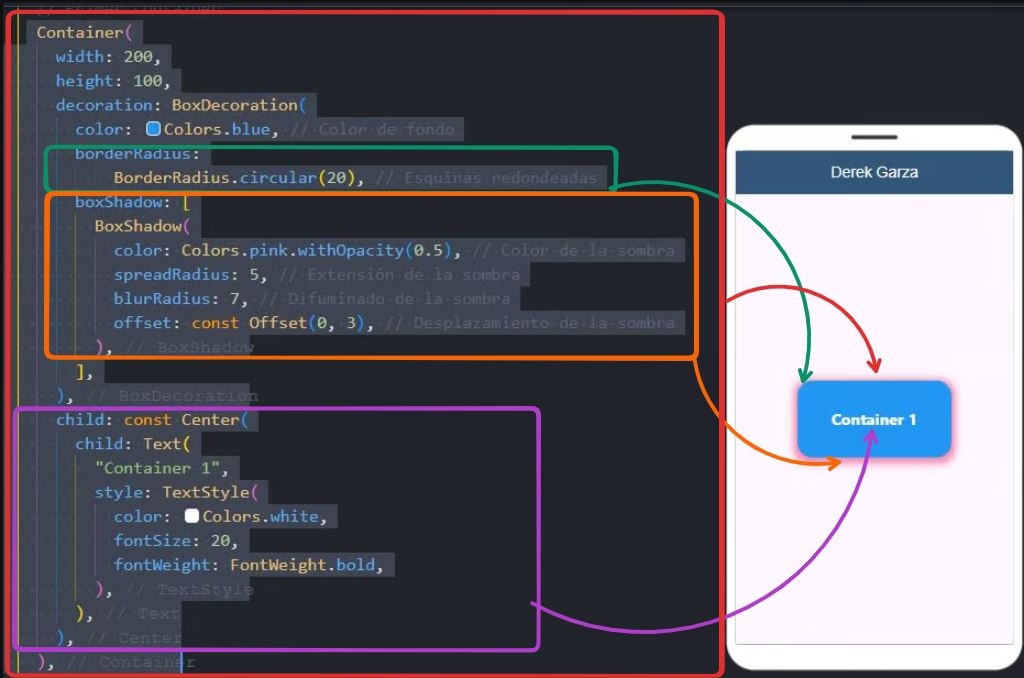 // Primer Container
Container(
width: 200,
height: 100,
decoration: BoxDecoration(
color: Colors.blue, // Color de fondo
borderRadius:
BorderRadius.circular(20), // Esquinas redondeadas
boxShadow: [
BoxShadow(
color: Colors.pink.withOpacity(0.5), // Color de la sombra
spreadRadius: 5, // Extensión de la sombra
blurRadius: 7, // Difuminado de la sombra
offset: const Offset(0, 3), // Desplazamiento de la sombra
), // BoxShadow
],
), // BoxDecoration
child: const Center(
child: Text(
"Container 1",
style: TextStyle(
color: Colors.white,
fontSize: 20,
fontWeight: FontWeight.bold,
), // TextStyle
), // Text
), // Center
), // Container
Derek Garza
Container 1